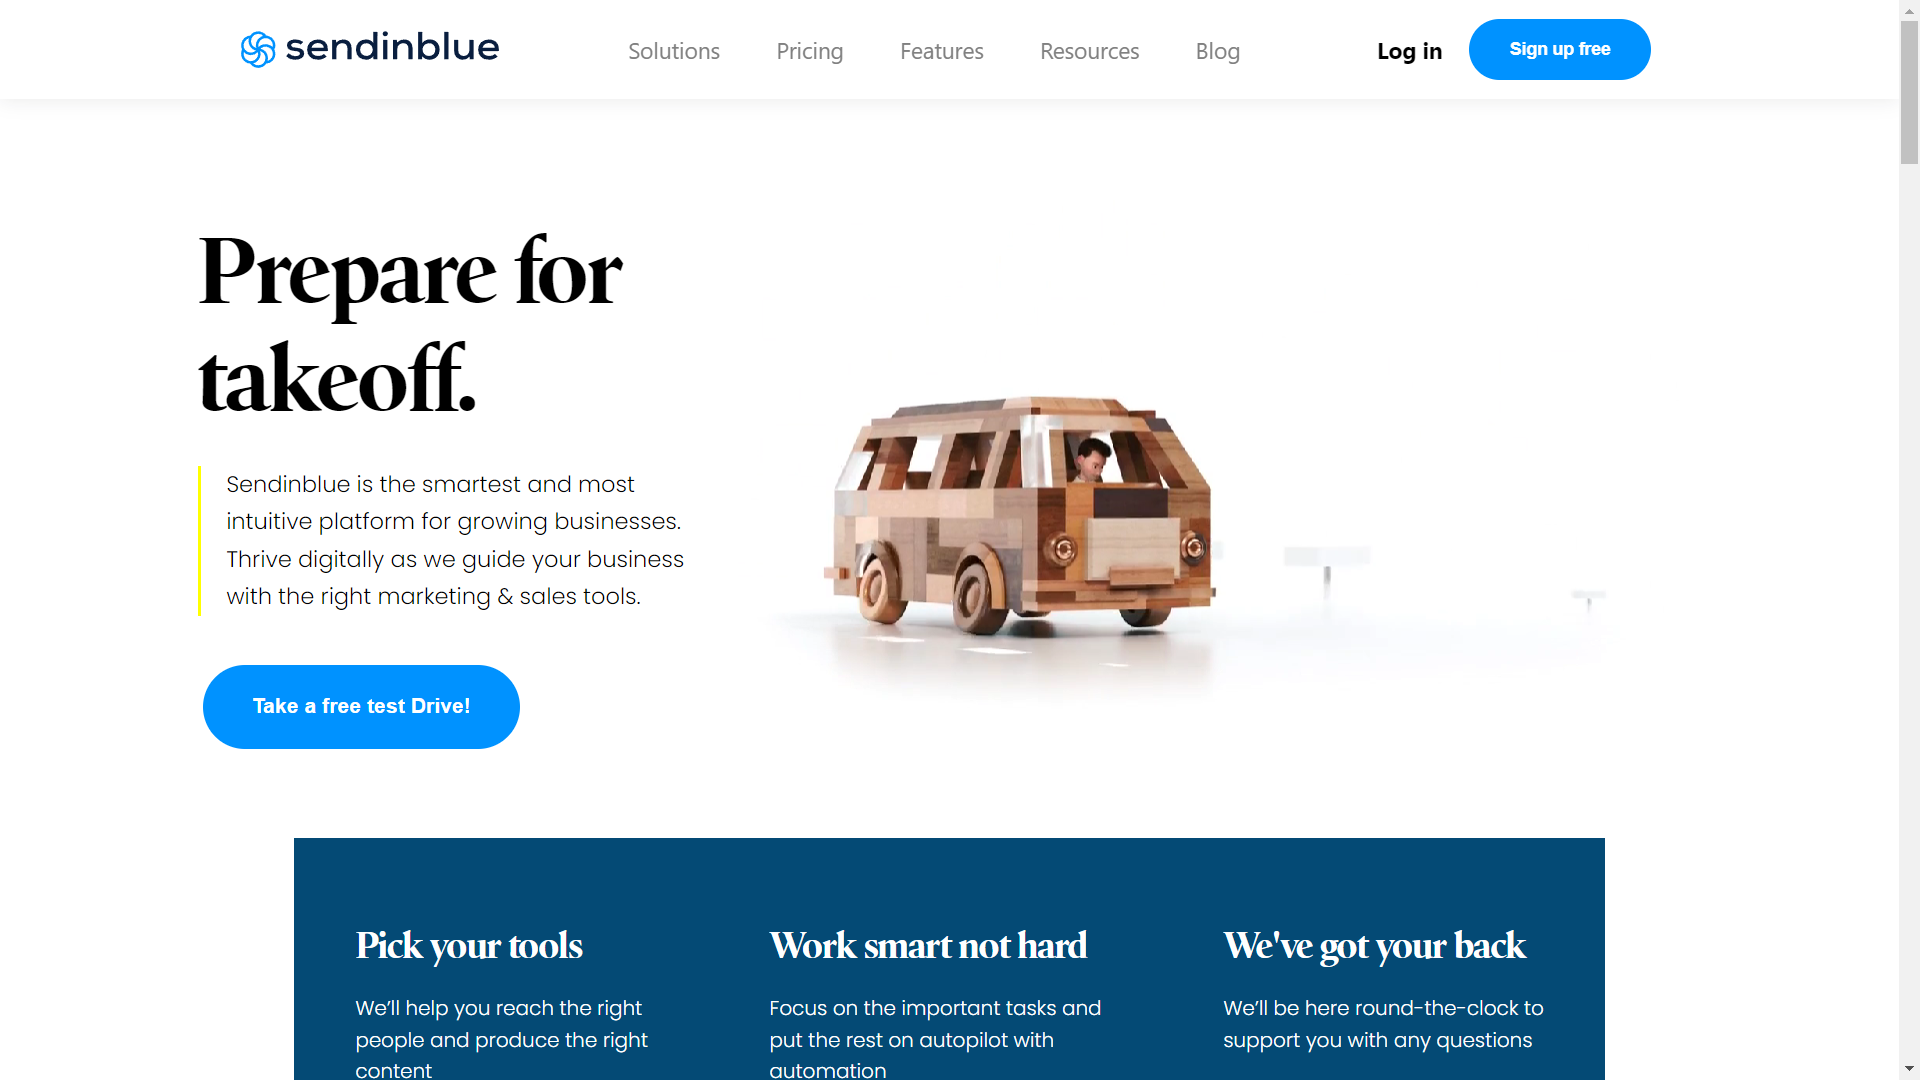 sendinblue
Solutions
Pricing
Features
Resources
Blog
Log in
Sign up free
Prepare for
takeoff.
Sendinblue is the smartest and most
intuitive platform for growing businesses.
Thrive digitally as we guide your business
with the right marketing & sales tools.
Take a free test Drive!
Pick your tools
We’ll help you reach the right
people and produce the right
content
Work smart not hard
Focus on the important tasks and
put the rest on autopilot with
automation
We've got your back
We’ll be here round-the-clock to
support you with any questions